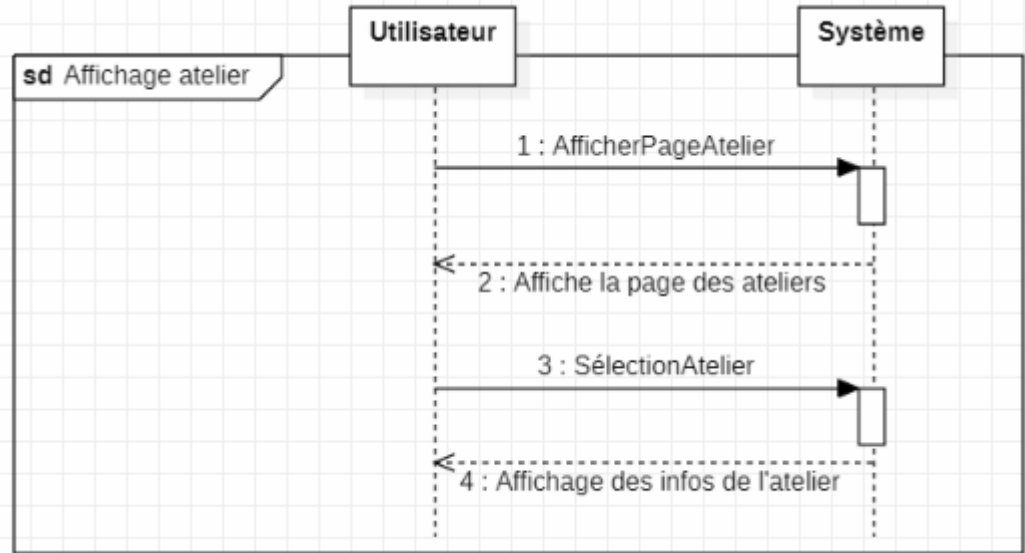 Utilisateur
Système
sd Affichage atelier
1 : AfficherPageAtelier
2 : Affiche la page des ateliers
3 : SélectionAtelier
4 : Affichage des infos de l'atelier